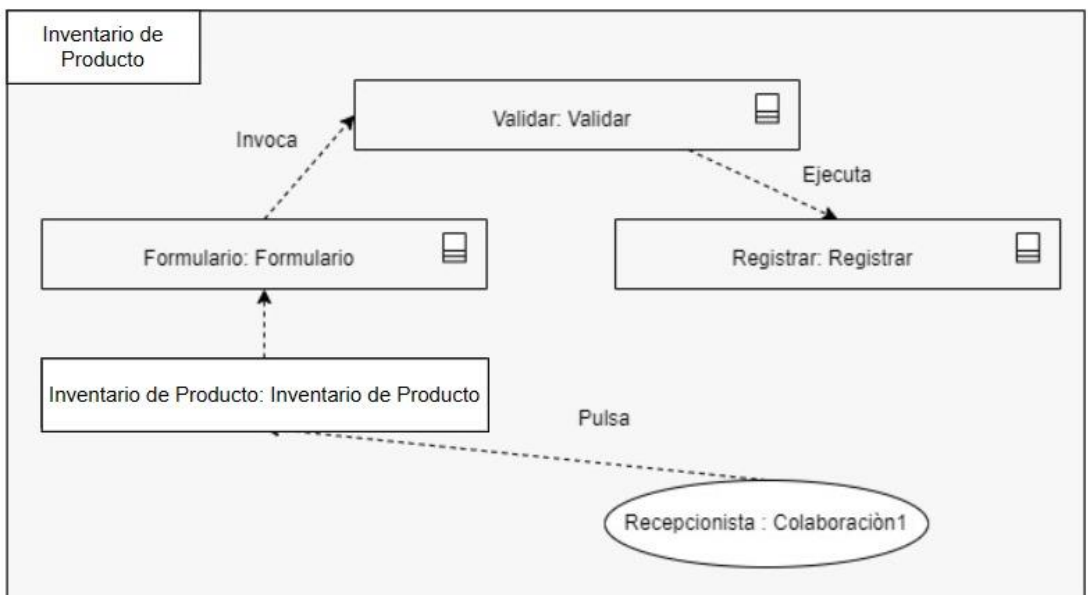 Inventario de
Producto
Validar: Validar
Invoca
Ejecuta
Formulario: Formulario
Registrar: Registrar
Inventario de Producto: Inventario de Producto
Pulsa
Recepcionista : Colaboraciòn1